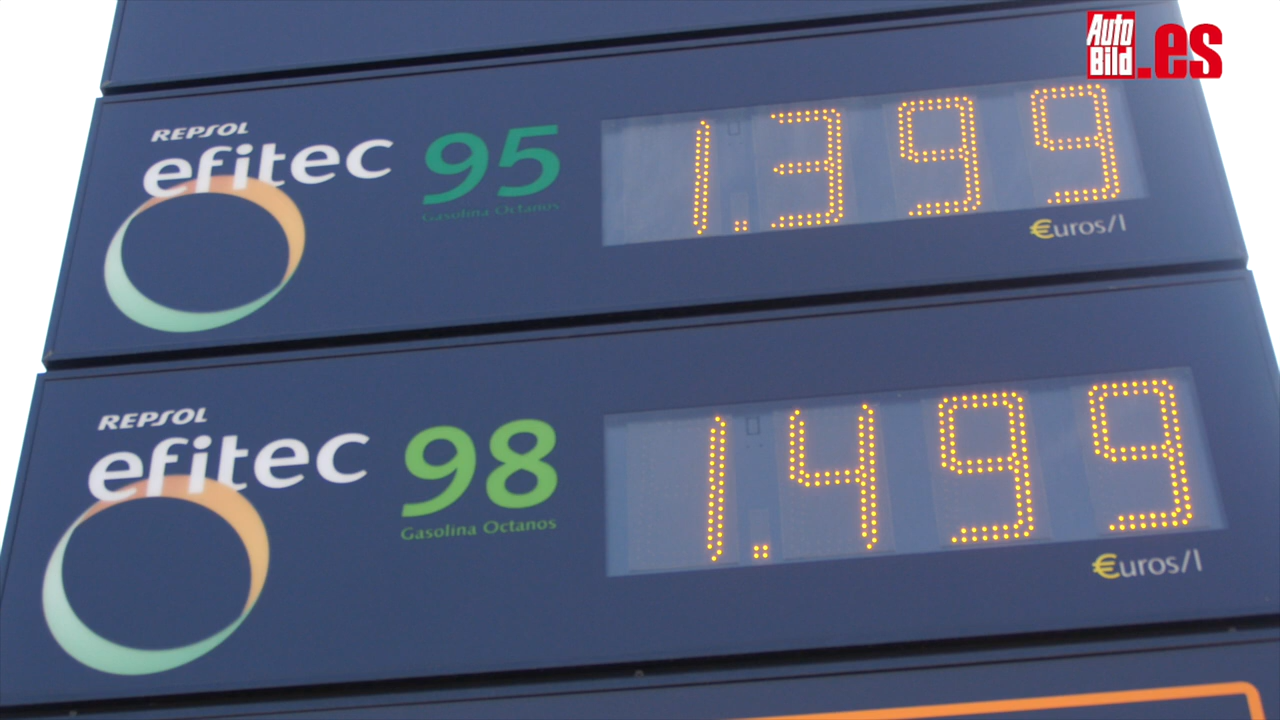 Auto
Bild.es
REPSOL
efitec 95
Gasolina Octanos
1.399
€uros/l
REPSOL
efitec 98
Gasolina Octanos
1.499
€uros/l